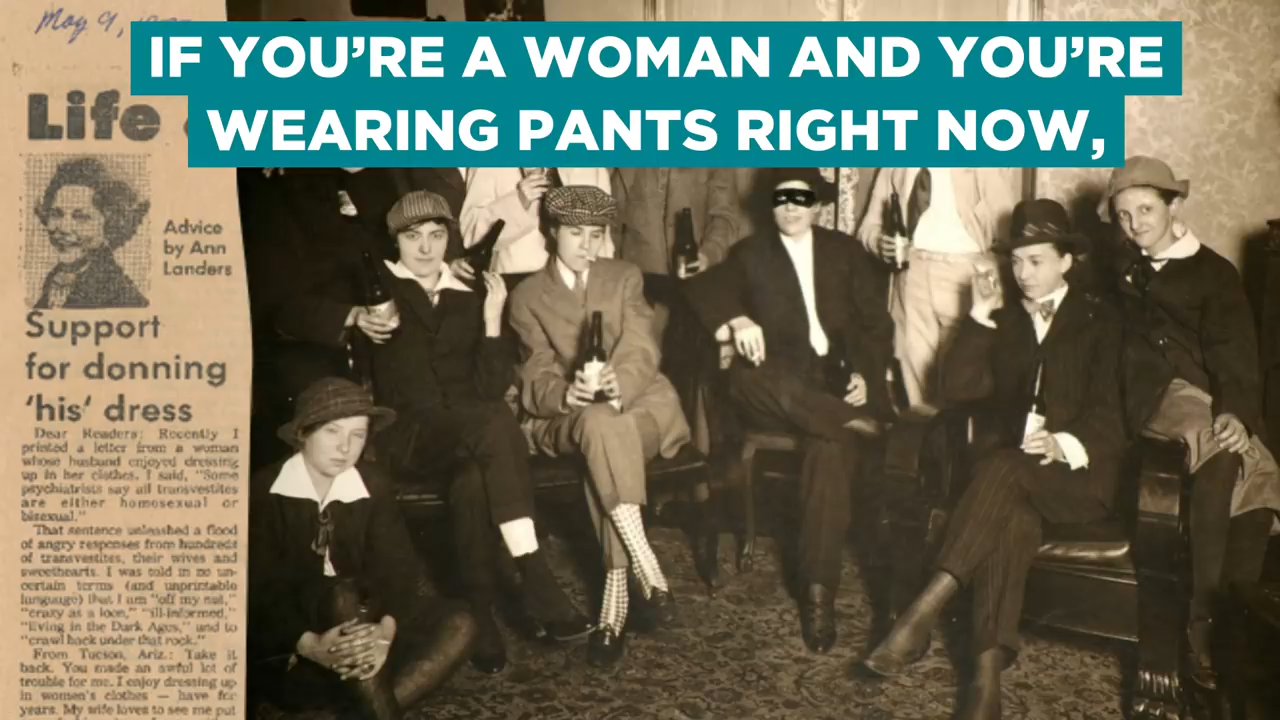 May 9,
IF YOU'RE A WOMAN AND YOU'RE
WEARING PANTS RIGHT NOW,
Life
Advice
by Ann
Landers
Support
for donning
'his' dress
Dear Readers: Recently I
printed a letter from a woman
whose husband enjoyed dressing
up in her clothes. I said, "Some
psychiatrists say all transvestites
are either homosexual or
bisexual."
That sentence unleashed a flood
of angry responses from hundreds
of transvestites, their wives and
sweethearts. I was told in no un-
certain terms (and unprintable
language) that I am "off my nut,"
"crazy as a loon," "ill-informed,"
"living in the Dark Ages," and to
"crawl back under that rock."
From Tucson, Ariz.: Take it
back. You made an awful lot of
trouble for me. I enjoy dressing up
in women's clothes — have for
years. My wife loves to see me put